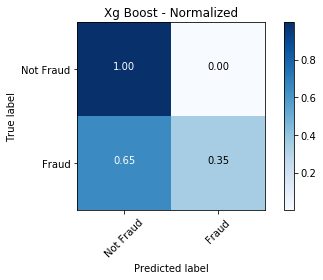 Xg Boost - Normalized
True label
Not Fraud
Fraud
1.00 0.00
0.65 0.35
Not Fraud Fraud
Predicted label
0.8
0.6
0.4
0.2